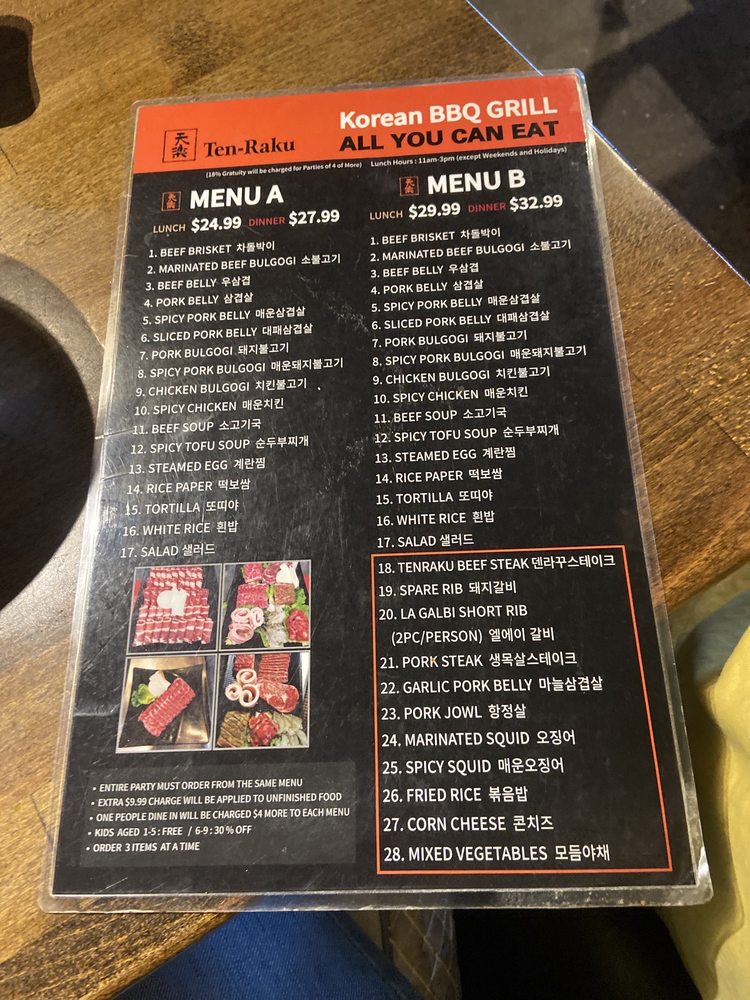 天
樂
Ten-Raku
Korean BBQ GRILL
ALL YOU CAN EAT
(18% Gratuity will be charged for Parties of 4 of More)
Lunch Hours : 11am-3pm (except Weekends and Holidays)
天
樂
MENU A
LUNCH $24.99 DINNER $27.99
1. BEEF BRISKET 차돌박이
2. MARINATED BEEF BULGOGI 소불고기
3. BEEF BELLY 우삼겹
4. PORK BELLY 삼겹살
5. SPICY PORK BELLY 매운삼겹살
6. SLICED PORK BELLY 대패삼겹살
7. PORK BULGOGI 돼지불고기
8. SPICY PORK BULGOGI 매운돼지불고기
9. CHICKEN BULGOGI 치킨불고기
10. SPICY CHICKEN 매운치킨
11. BEEF SOUP 소고기국
12. SPICY TOFU SOUP 순두부찌개
13. STEAMED EGG 계란찜
14. RICE PAPER 떡보쌈
15. TORTILLA 또띠야
16. WHITE RICE 흰밥
17. SALAD 샐러드
• ENTIRE PARTY MUST ORDER FROM THE SAME MENU
• EXTRA $9.99 CHARGE WILL BE APPLIED TO UNFINISHED FOOD
• ONE PEOPLE DINE IN WILL BE CHARGED $4 MORE TO EACH MENU
• KIDS AGED 1-5 : FREE / 6-9 : 30 % OFF
• ORDER 3 ITEMS AT A TIME
天
樂
MENU B
LUNCH $29.99 DINNER $32.99
1. BEEF BRISKET 차돌박이
2. MARINATED BEEF BULGOGI 소불고기
3. BEEF BELLY 우삼겹
4. PORK BELLY 삼겹살
5. SPICY PORK BELLY 매운삼겹살
6. SLICED PORK BELLY 대패삼겹살
7. PORK BULGOGI 돼지불고기
8. SPICY PORK BULGOGI 매운돼지불고기
9. CHICKEN BULGOGI 치킨불고기
10. SPICY CHICKEN 매운치킨
11. BEEF SOUP 소고기국
12. SPICY TOFU SOUP 순두부찌개
13. STEAMED EGG 계란찜
14. RICE PAPER 떡보쌈
15. TORTILLA 또띠야
16. WHITE RICE 흰밥
17. SALAD 샐러드
18. TENRAKU BEEF STEAK 덴라꾸스테이크
19. SPARE RIB 돼지갈비
20. LA GALBI SHORT RIB
(2PC/PERSON) 엘에이 갈비
21. PORK STEAK 생목살스테이크
22. GARLIC PORK BELLY 마늘삼겹살
23. PORK JOWL 항정살
24. MARINATED SQUID 오징어
25. SPICY SQUID 매운오징어
26. FRIED RICE 볶음밥
27. CORN CHEESE 콘치즈
28. MIXED VEGETABLES 모듬야채